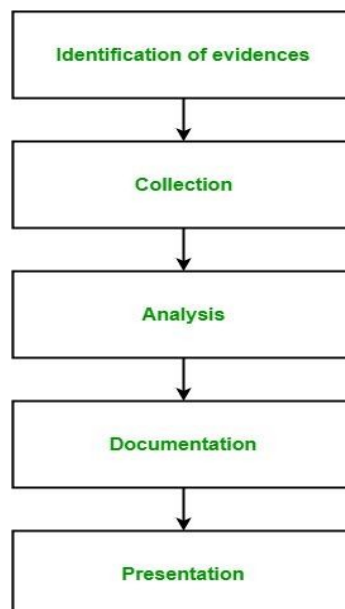 Identification of evidences
Collection
Analysis
Documentation
Presentation